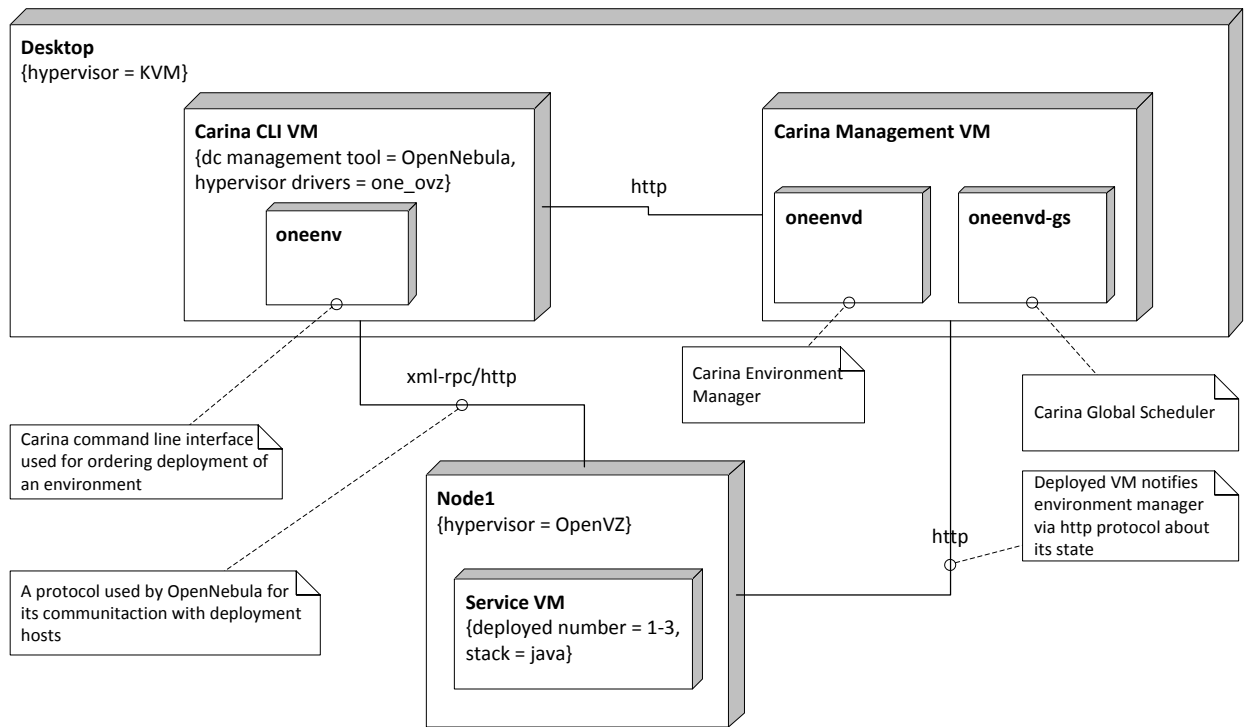 Desktop
{hypervisor = KVM}
Carina CLI VM
{dc management tool = OpenNebula,
hypervisor drivers = one_ovz}
oneenv
http
Carina Management VM
oneenvd
oneenvd-gs
xml-rpc/http
Carina Environment
Manager
Carina Global Scheduler
Carina command line interface
used for ordering deployment of
an environment
Node1
{hypervisor = OpenVZ}
Deployed VM notifies
environment manager
via http protocol about
its state
http
A protocol used by OpenNebula for
its communitaction with deployment
hosts
Service VM
{deployed number = 1-3,
stack = java}